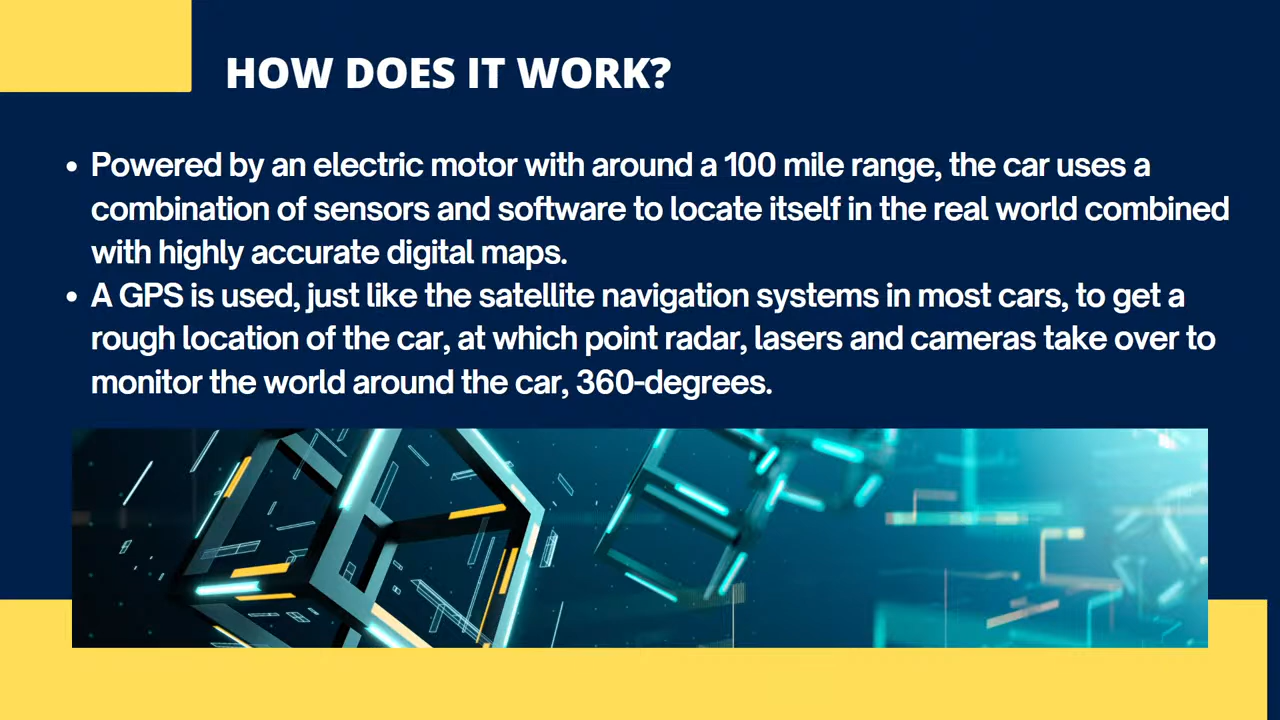 HOW DOES IT WORK?
• Powered by an electric motor with around a 100 mile range, the car uses a
combination of sensors and software to locate itself in the real world combined
with highly accurate digital maps.
• A GPS is used, just like the satellite navigation systems in most cars, to get a
rough location of the car, at which point radar, lasers and cameras take over to
monitor the world around the car, 360-degrees.